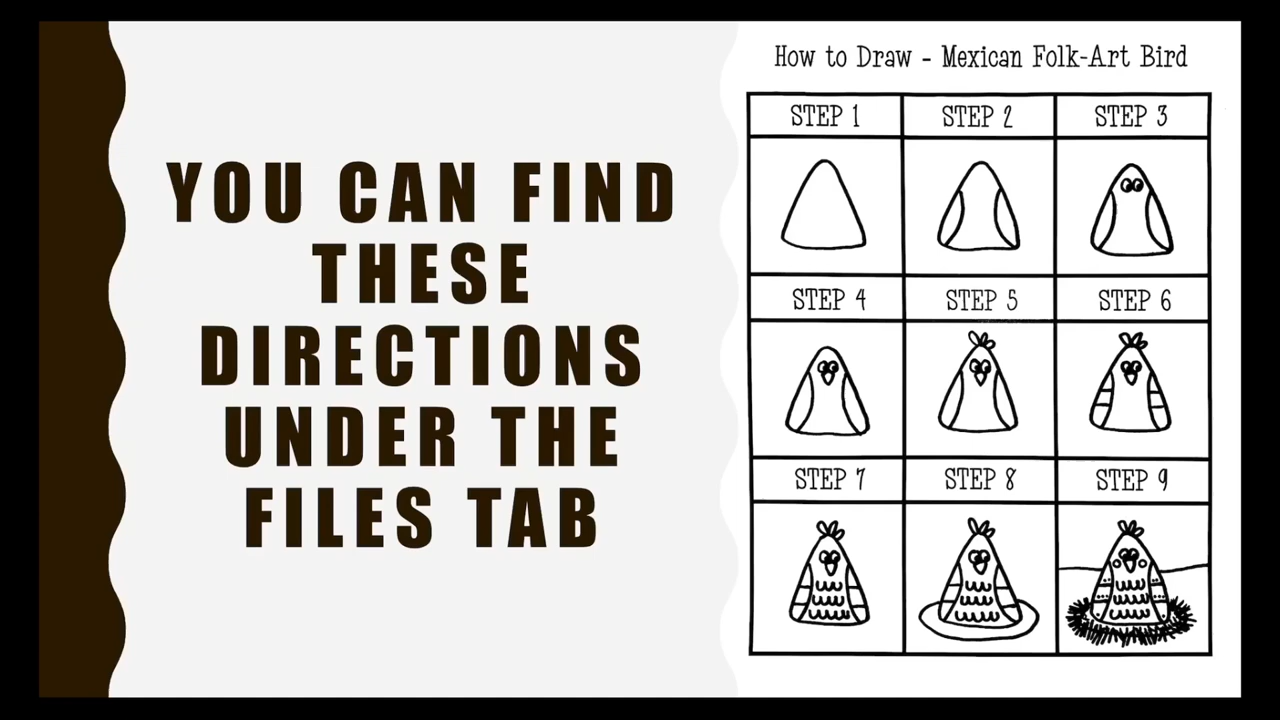 YOU CAN FIND
THESE
DIRECTIONS
UNDER THE
FILES TAB
How to Draw - Mexican Folk-Art Bird
STEP 1
STEP 2
STEP 3
STEP 4
STEP 5
STEP 6
STEP 7
STEP 8
STEP 9